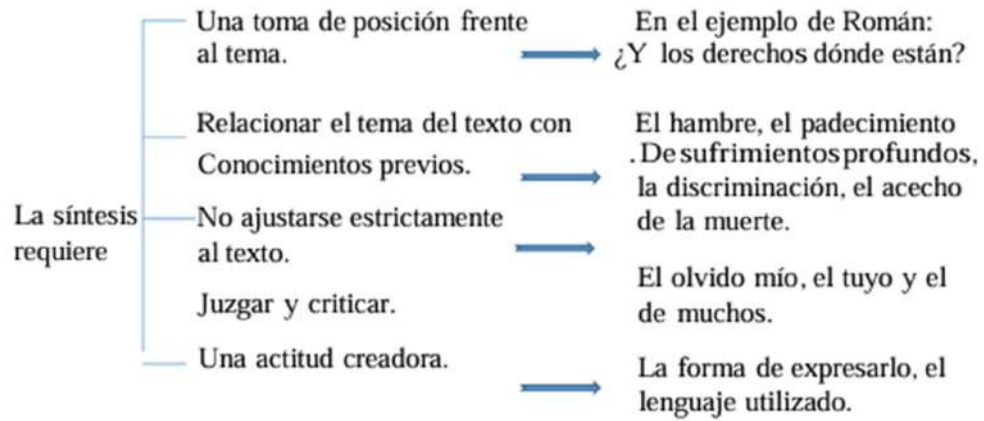 Una toma de posición frente
al tema.
En el ejemplo de Román:
¿Y los derechos dónde están?
Relacionar el tema del texto con
Conocimientos previos.
El hambre, el padecimiento
.De sufrimientos profundos,
la discriminación, el acecho
de la muerte.
La síntesis
requiere
No ajustarse estrictamente
al texto.
Juzgar y criticar.
El olvido mío, el tuyo y el
de muchos.
Una actitud creadora.
La forma de expresarlo, el
lenguaje utilizado.